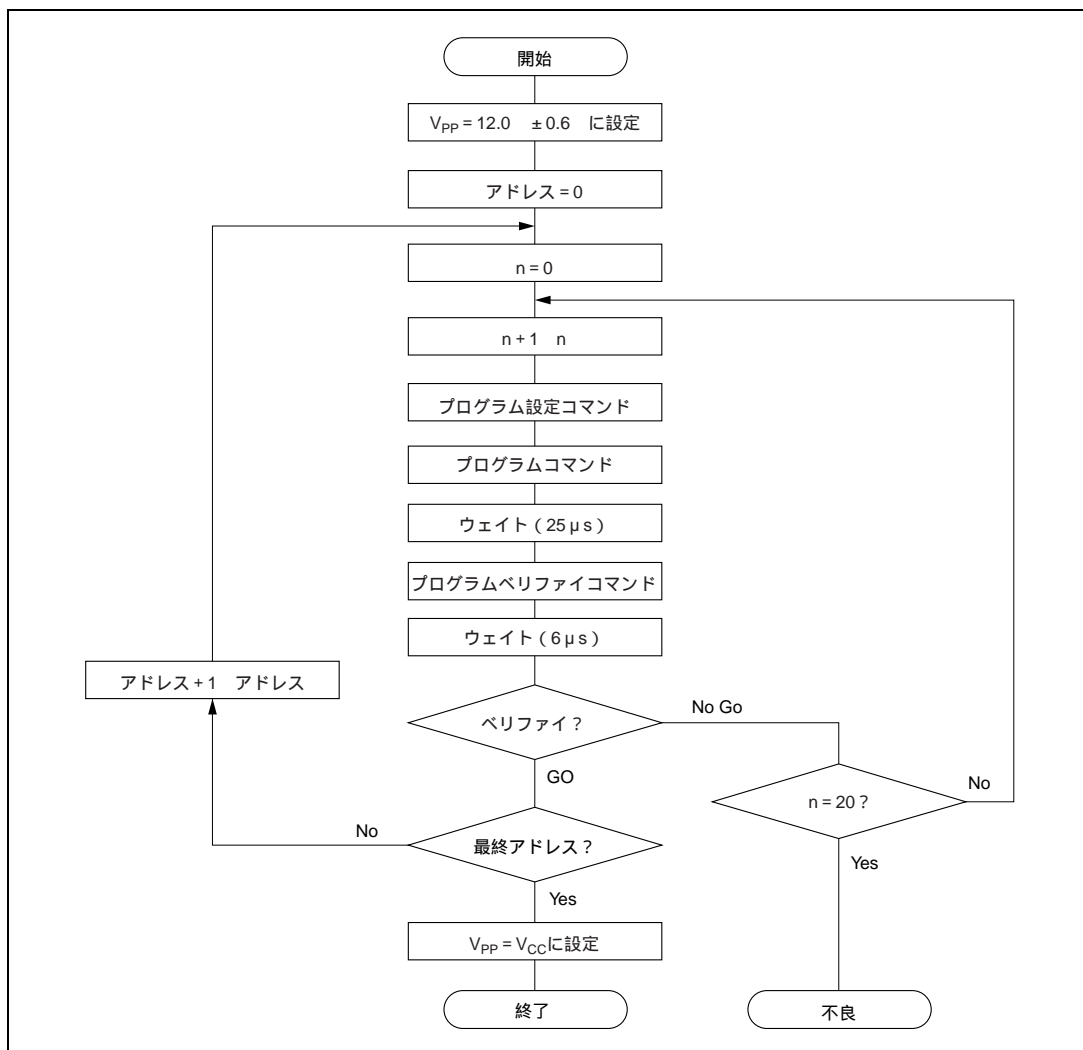 開始
V_PP = 12.0 ±0.6 に設定
アドレス = 0
n = 0
n + 1 n
プログラム設定コマンド
プログラムコマンド
ウェイト（25 μs）
プログラムベリファイコマンド
ウェイト（6 μs）
アドレス + 1 アドレス
ベリファイ？
No Go
GO
n = 20？
No
No
最終アドレス？
Yes
Yes
V_PP = V_CCに設定
終了
不良